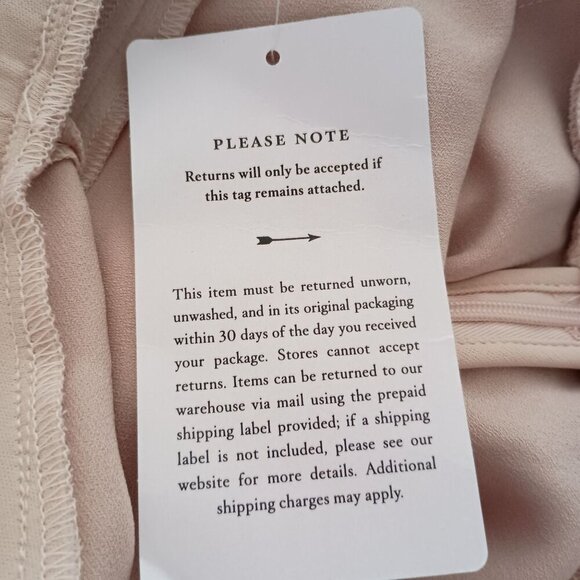 PLEASE NOTE
Returns will only be accepted if
this tag remains attached.
This item must be returned unworn,
unwashed, and in its original packaging
within 30 days of the day you received
your package. Stores cannot accept
returns. Items can be returned to our
warehouse via mail using the prepaid
shipping label provided; if a shipping
label is not included, please see our
website for more details. Additional
shipping charges may apply.